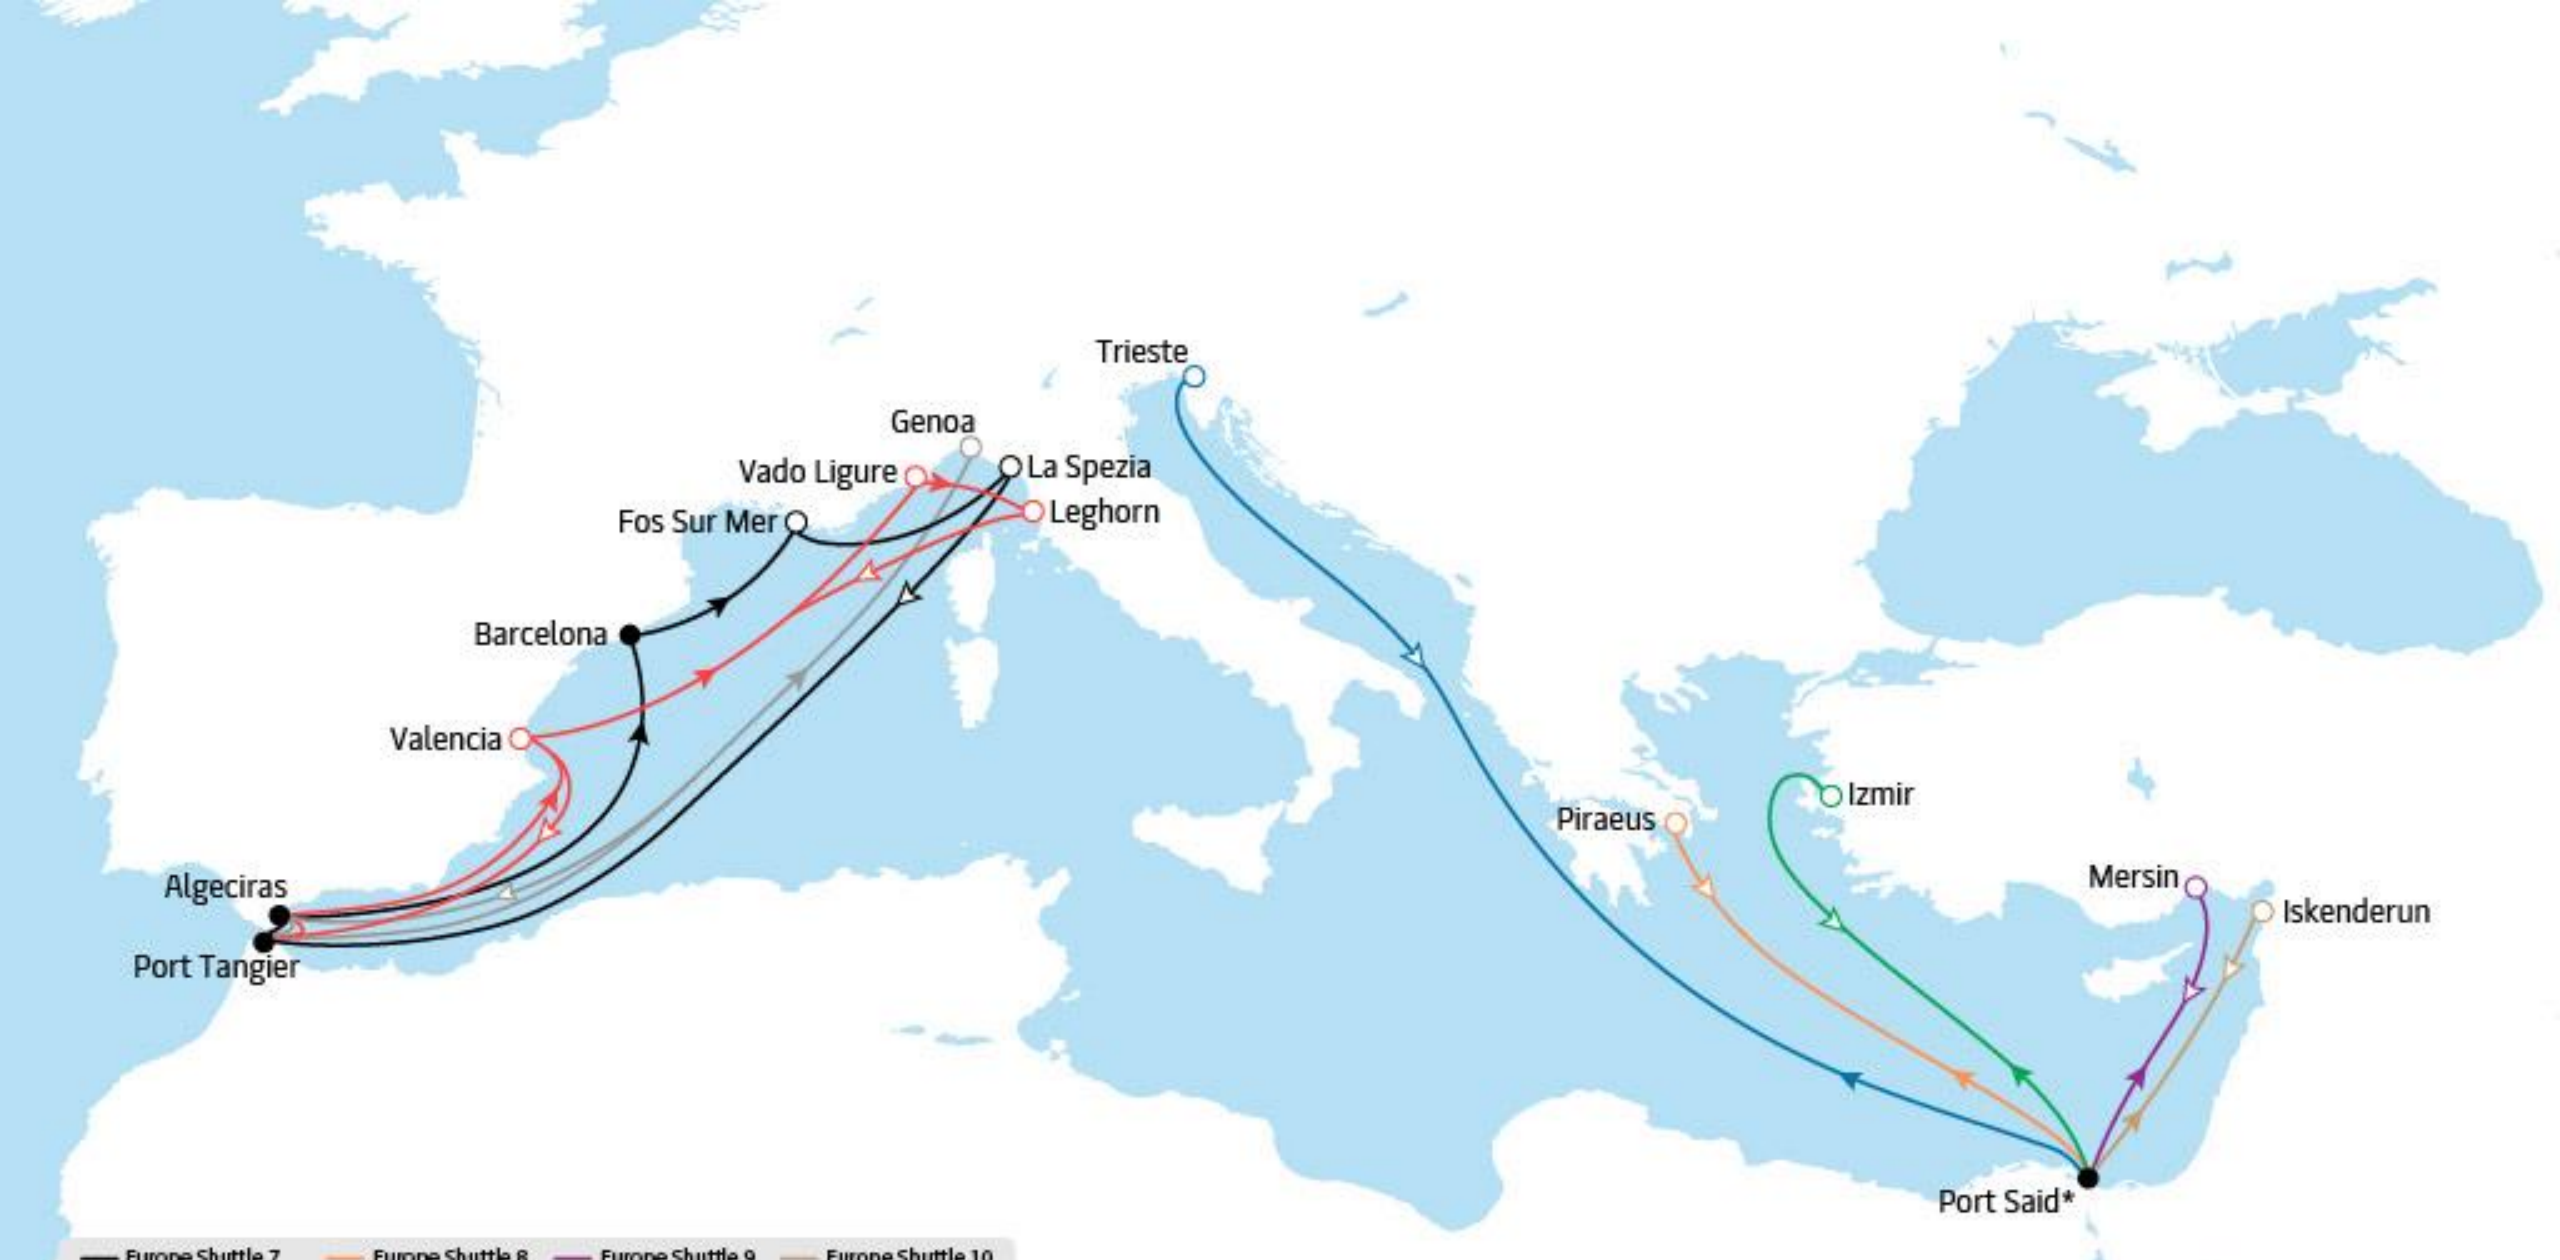 Trieste
Genoa
Vado Ligure
La Spezia
Fos Sur Mer
Leghorn
Barcelona
Valencia
Izmir
Piraeus
Mersin
Algeciras
Iskenderun
Port Tangier
Port Said*
Europe Shuttle 7 Europe Shuttle 8 Europe Shuttle 9 Europe Shuttle 10